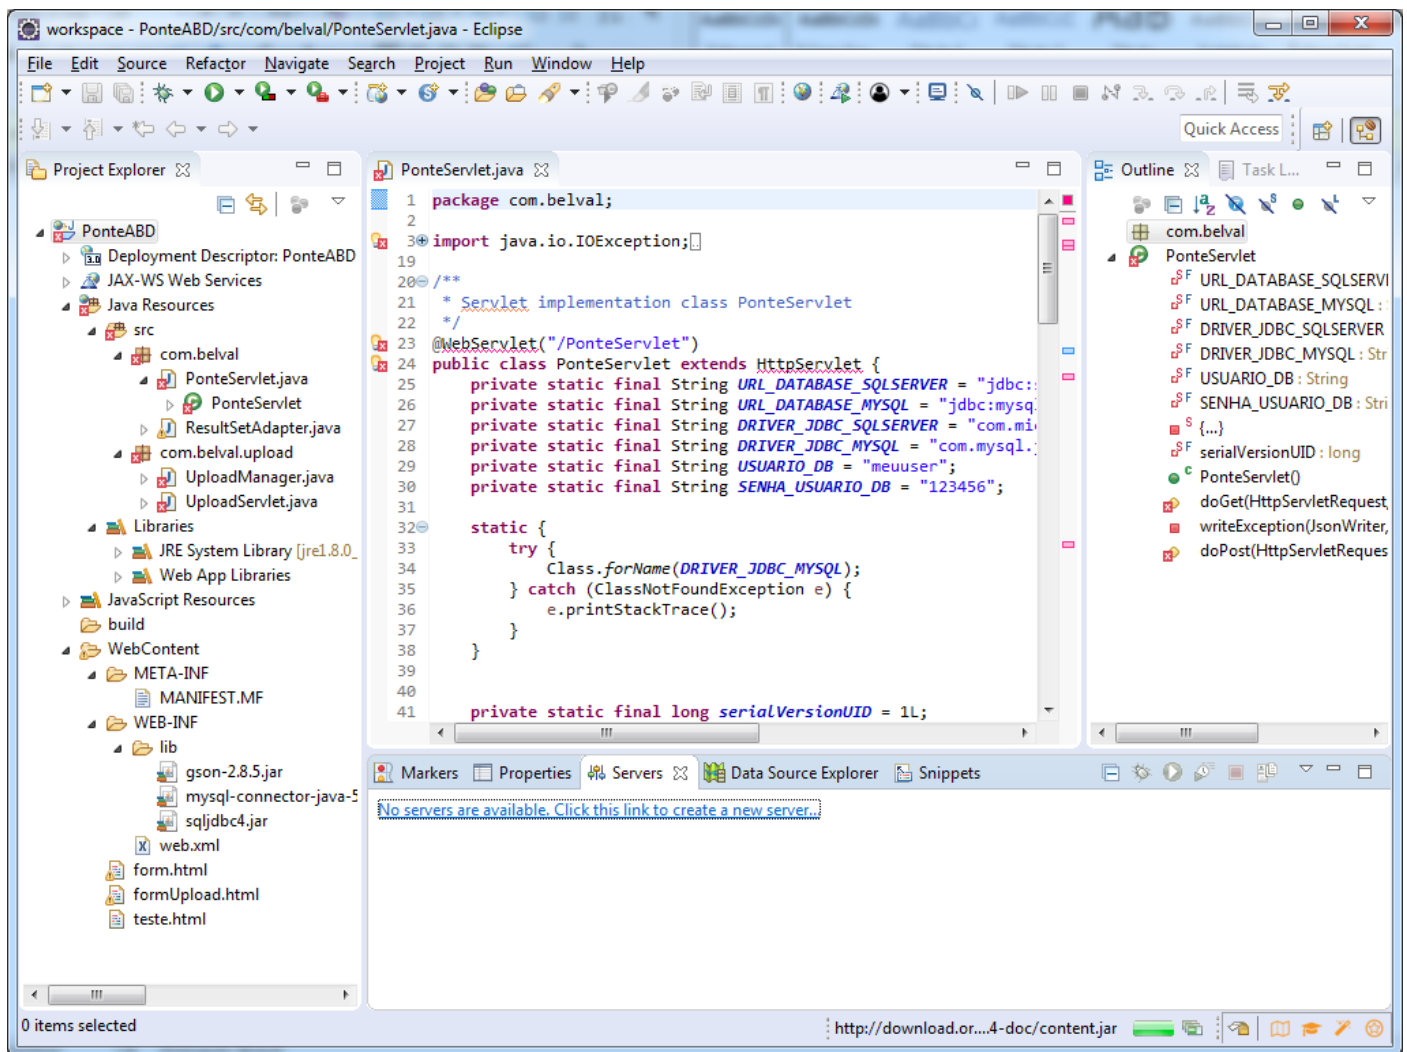 workspace - PonteABD/src/com/belval/PonteServlet.java - Eclipse
File Edit Source Refactor Navigate Search Project Run Window Help
Quick Access
Project Explorer
PonteABD
Deployment Descriptor: PonteABD
JAX-WS Web Services
Java Resources
src
com.belval
PonteServlet.java
PonteServlet
ResultSetAdapter.java
com.belval.upload
UploadManager.java
UploadServlet.java
Libraries
JRE System Library [jre1.8.0_
Web App Libraries
JavaScript Resources
build
WebContent
META-INF
MANIFEST.MF
WEB-INF
lib
gson-2.8.5.jar
mysql-connector-java-5
sqljdbc4.jar
web.xml
form.html
formUpload.html
teste.html
PonteServlet.java
1 package com.belval;
2
3 import java.io.IOException;
19
20 /**
21 * Servlet implementation class PonteServlet
22 */
23 @WebServlet("/PonteServlet")
24 public class PonteServlet extends HttpServlet {
25 private static final String URL_DATABASE_SQLSERVER = "jdbc:
26 private static final String URL_DATABASE_MYSQL = "jdbc:mysql
27 private static final String DRIVER_JDBC_SQLSERVER = "com.mi
28 private static final String DRIVER_JDBC_MYSQL = "com.mysql.
29 private static final String USUARIO_DB = "meuuser";
30 private static final String SENHA_USUARIO_DB = "123456";
31
32 static {
33 try {
34 Class.forName(DRIVER_JDBC_MYSQL);
35 } catch (ClassNotFoundException e) {
36 e.printStackTrace();
37 }
38 }
39
40
41 private static final long serialVersionUID = 1L;
Outline Task L...
com.belval
PonteServlet
URL_DATABASE_SQLSERVI
URL_DATABASE_MYSQL :
DRIVER_JDBC_SQLSERVER
DRIVER_JDBC_MYSQL : Str
USUARIO_DB : String
SENHA_USUARIO_DB : Stri
{...}
serialVersionUID : long
PonteServlet()
doGet(HttpServletRequest,
writeException(JsonWriter,
doPost(HttpServletReques
Markers Properties Servers Data Source Explorer Snippets
No servers are available. Click this link to create a new server...
0 items selected
http://download.or....4-doc/content.jar